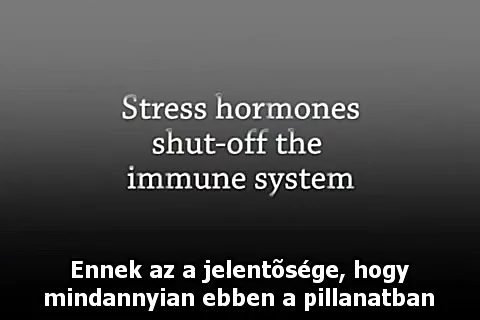 Stress hormones
shut-off the
immune system
Ennek az a jelentõsége, hogy
mindannyian ebben a pillanatban